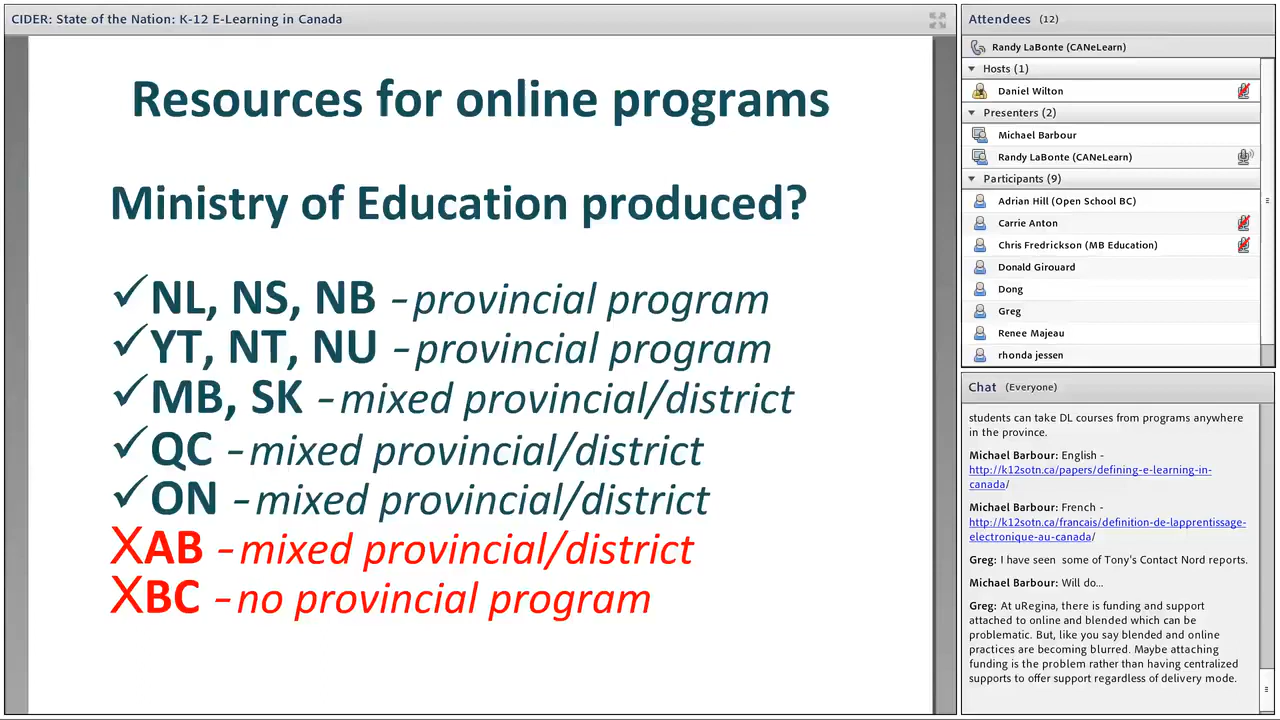 CIDER: State of the Nation: K-12 E-Learning in Canada
Resources for online programs
Ministry of Education produced?
✓NL, NS, NB –provincial program
✓YT, NT, NU –provincial program
✓MB, SK –mixed provincial/district
✓QC –mixed provincial/district
✓ON –mixed provincial/district
XAB –mixed provincial/district
XBC –no provincial program
Attendees (12)
Randy LaBonte (CANeLearn)
Hosts (1)
Daniel Wilton
Presenters (2)
Michael Barbour
Randy LaBonte (CANeLearn)
Participants (9)
Adrian Hill (Open School BC)
Carrie Anton
Chris Fredrickson (MB Education)
Donald Girouard
Dong
Greg
Renee Majeau
rhonda jessen
Chat (Everyone)
students can take DL courses from programs anywhere
in the province.
Michael Barbour: English -
http://k12sotn.ca/papers/defining-e-learning-in-
canada/
Michael Barbour: French -
http://k12sotn.ca/francais/definition-de-lapprentissage-
electronique-au-canada/
Greg: I have seen some of Tony's Contact Nord reports.
Michael Barbour: Will do...
Greg: At uRegina, there is funding and support
attached to online and blended which can be
problematic. But, like you say blended and online
practices are becoming blurred. Maybe attaching
funding is the problem rather than having centralized
supports to offer support regardless of delivery mode.